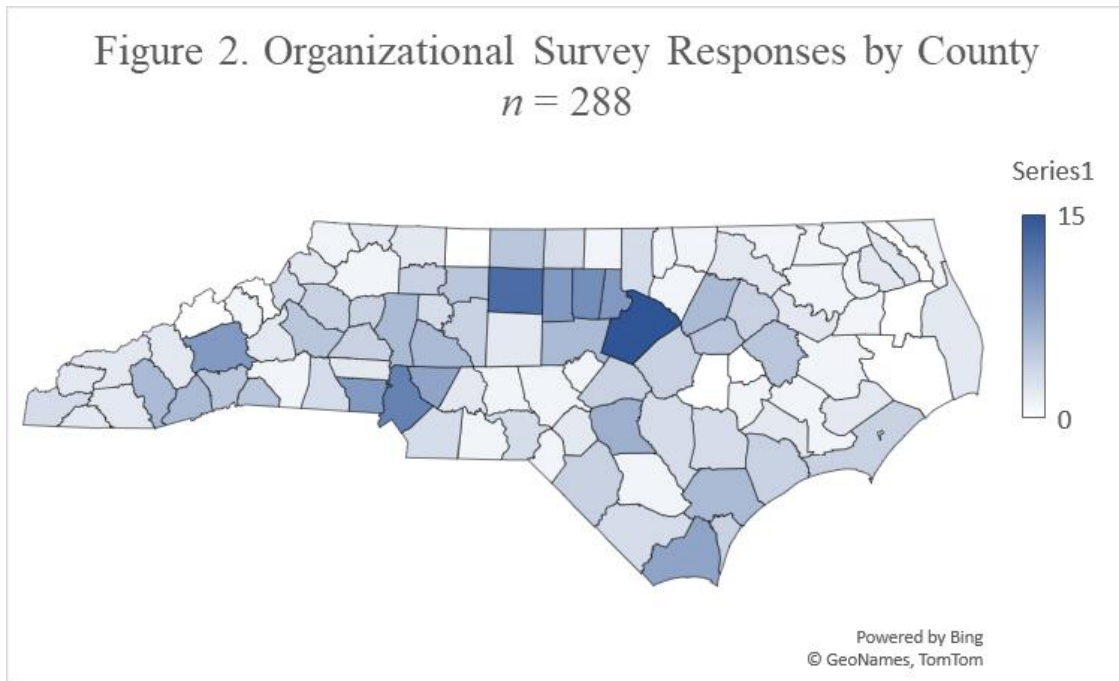 Figure 2. Organizational Survey Responses by County
n = 288
Series1
15
0
Powered by Bing
© GeoNames, TomTom